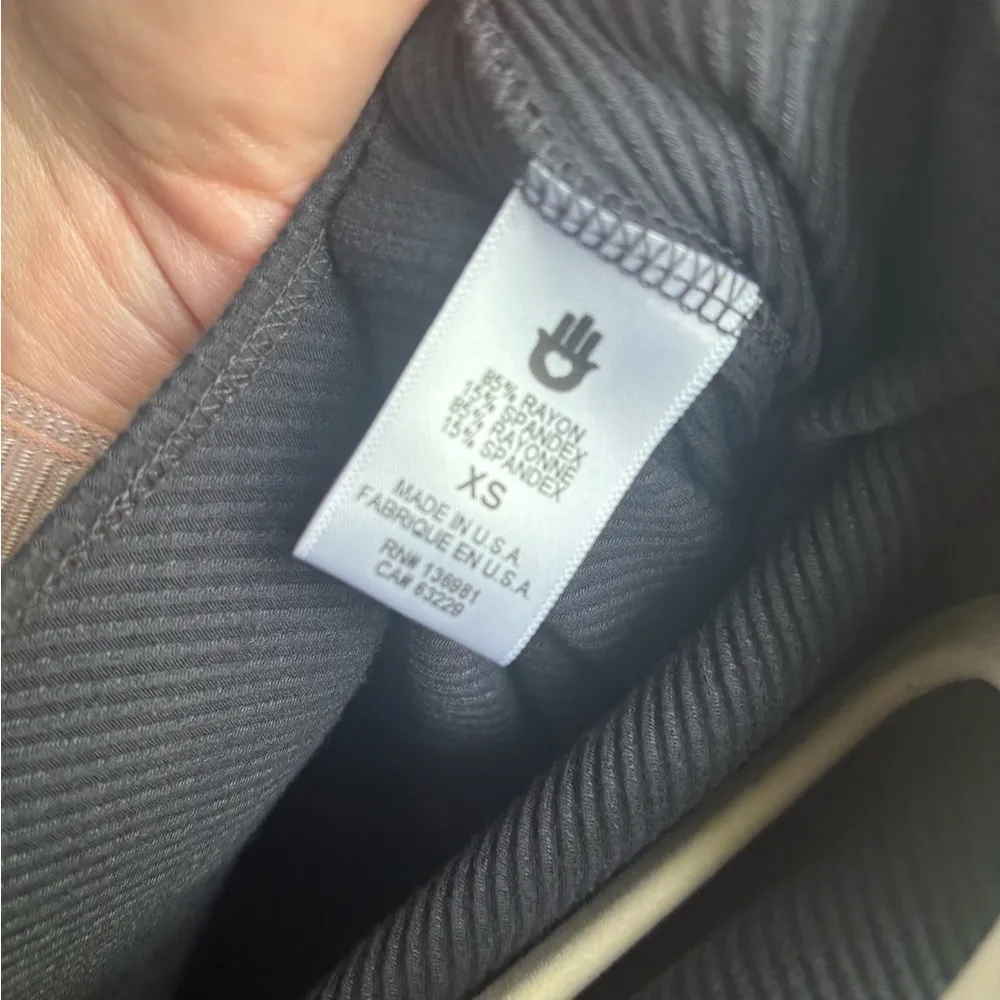 85% RAYON
15% SPANDEX
85% RAYONNE
15% SPANDEX
XS
MADE IN U.S.A.
FABRIQUE EN U.S.A.
RN# 136981
CA# 63229